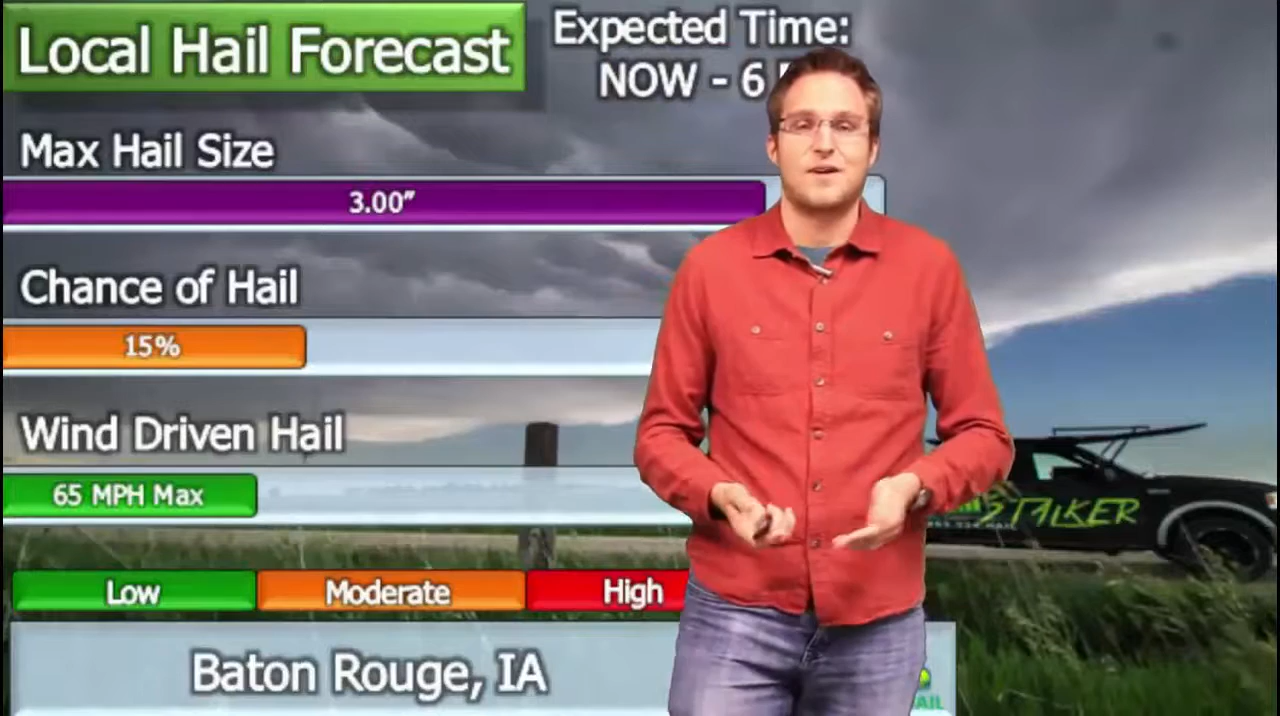 Local Hail Forecast
Expected Time:
NOW - 6
Max Hail Size
3.00"
Chance of Hail
15%
Wind Driven Hail
65 MPH Max
STALKER
Low Moderate High
Baton Rouge, IA
AIL